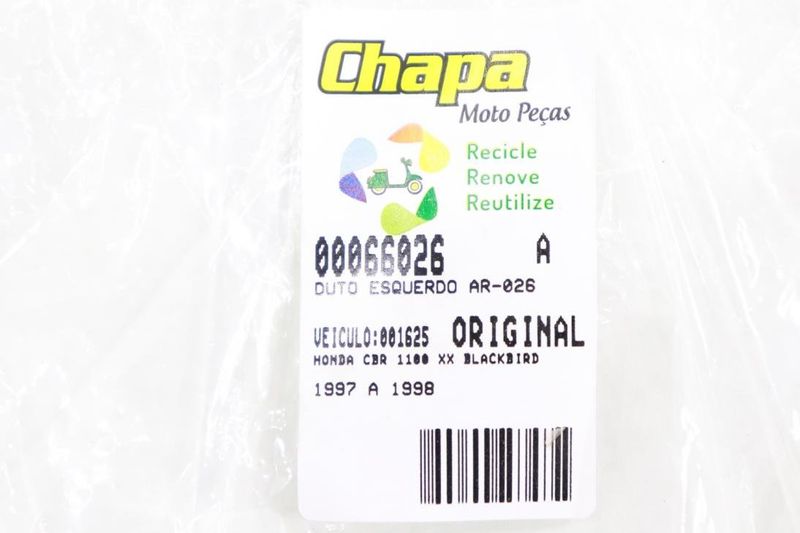 Chapa
Moto Peças
Recicle
Renove
Reutilize
00066026 A
DUTO ESQUERDO AR-026
VEICULO:001625 ORIGINAL
HONDA CBR 1100 XX BLACKBIRD
1997 A 1998